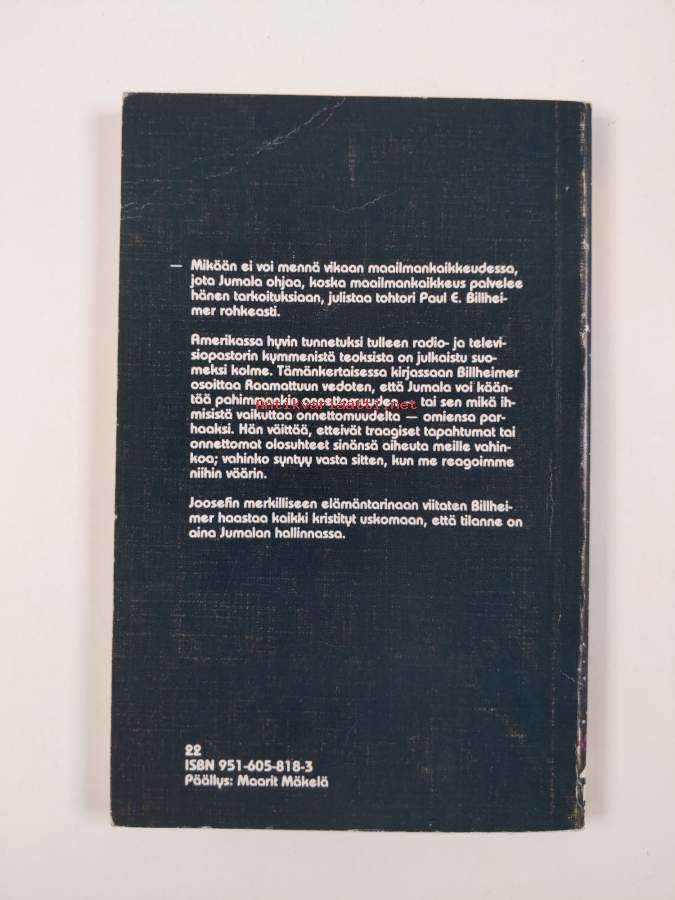 — Mikään ei voi mennä vikaan maailmankaikkeudessa,
jota Jumala ohjaa, koska maailmankaikkeus palvelee
hänen tarkoituksiaan, julistaa tohtori Paul E. Billhei-
mer rohkeasti.
Amerikassa hyvin tunnetuksi tulleen radio- ja televi-
siopastorin kymmenistä teoksista on julkaistu suo-
meksi kolme. Tämänkertaisessa kirjassaan Billheimer
osoittaa Raamattuun vedoten, että Jumala voi kään-
tää pahimmankin onnettomuuden — tai sen mikä ih-
Antikvariaatti.net
misistä vaikuttaa onnettomuudelta — omiensa par-
haaksi. Hän väittää, etteivät traagiset tapahtumat tai
onnettomat olosuhteet sinänsä aiheuta meille vahin-
koa; vahinko syntyy vasta sitten, kun me reagoimme
niihin väärin.
Joosefin merkilliseen elämäntarinaan viitaten Billhei-
mer haastaa kaikki kristityt uskomaan, että tilanne on
aina Jumalan hallinnassa.
22
ISBN 951-605-818-3
Päällys: Maarit Mäkelä